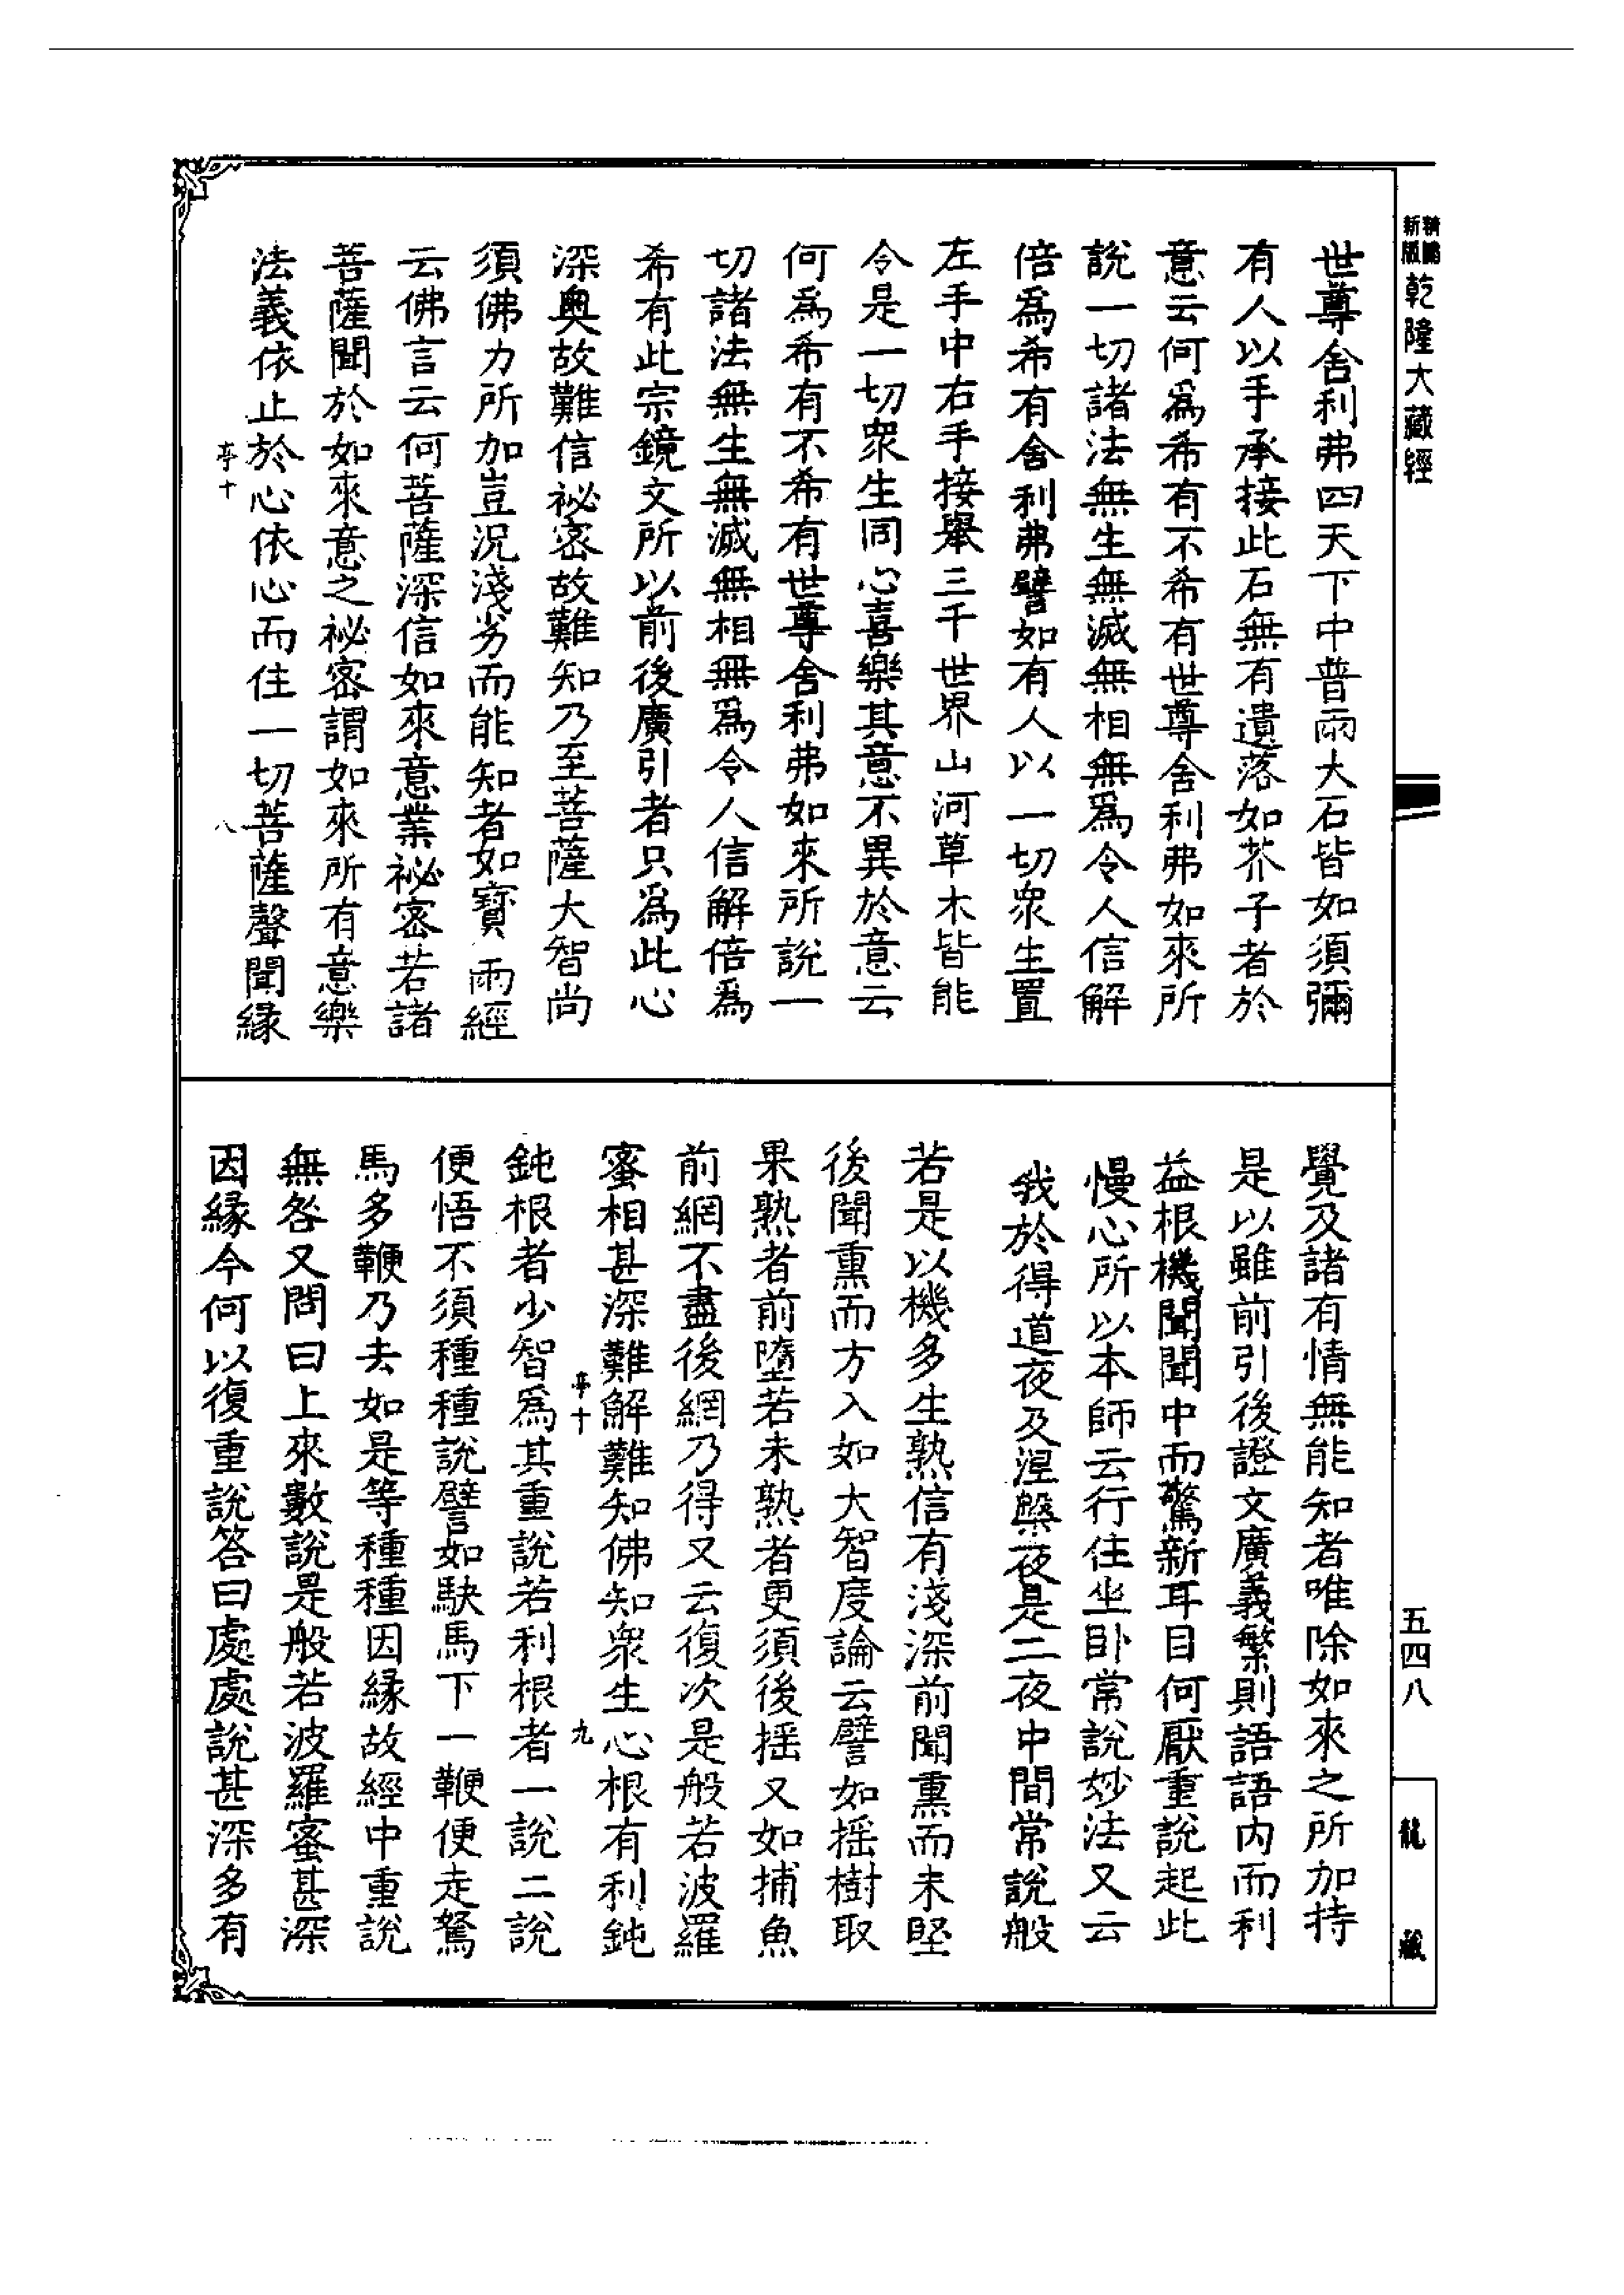 新版
精縮
乾隆大藏經
五四八
龍藏
世尊舍利弗四天下中普雨大石皆如須彌
有人以手承接此石無有遺落如芥子者於
意云何為希有不希有世尊舍利弗如來所
說一切諸法無生無滅無相無為令人信解
倍為希有舍利弗譬如有人以一切眾生置
左手中右手接舉三千世界山河草木皆能
令是一切眾生同心喜樂其意不異於意云
何為希有不希有世尊舍利弗如來所說一
切諸法無生無滅無相無為令人信解倍為
希有此宗鏡文所以前後廣引者只為此心
深奧故難信祕密故難知乃至菩薩大智尚
須佛力所加豈況淺劣而能知者如寶雨經
云佛言云何菩薩深信如來意業祕密若諸
菩薩聞於如來意之祕密謂如來所有意樂
法義依止於心依心而住一切菩薩聲聞緣
亭十
八
覺及諸有情無能知者唯除如來之所加持
是以雖前引後證文廣義繁則語語內而利
益根機聞聞中而驚新耳目何厭重說起此
慢心所以本師云行住坐臥常說妙法又云
我於得道夜及涅槃夜是二夜中間常說般
若是以機多生熟信有淺深前聞熏而未堅
後聞熏而方入如大智度論云譬如搖樹取
果熟者前墮若未熟者更須後搖又如捕魚
前網不盡後網乃得又云復次是般若波羅
蜜相甚深難解難知佛知眾生心根有利鈍
亭十
九
鈍根者少智為其重說若利根者一說二說
便悟不須種種說譬如駃馬下一鞭便走駑
馬多鞭乃去如是等種種因緣故經中重說
無咎又問曰上來數說是般若波羅蜜甚深
因緣今何以復重說答曰處處說甚深多有